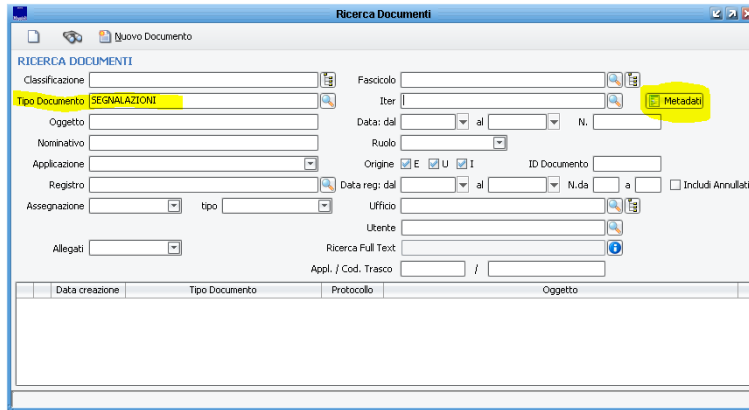 Ricerca Documenti
Nuovo Documento
RICERCA DOCUMENTI
Classificazione Fascicolo
Tipo Documento SEGNALAZIONI Iter Metadati
Oggetto Data: dal al N.
Nominativo Ruolo
Applicazione Origine E U I ID Documento
Registro Data reg: dal al N.da a Includi Annullati
Assegnazione tipo Ufficio
Utente
Allegati Ricerca Full Text
Appl. / Cod. Trasco /
Data creazione Tipo Documento Protocollo Oggetto